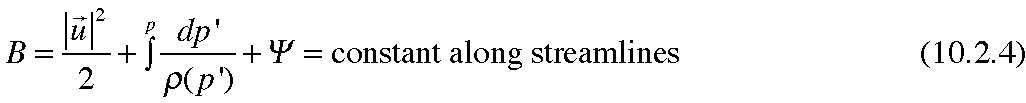 B = |u⃗|²/2 + ∫^p dp'/ρ(p') + Ψ = constant along streamlines (10.2.4)